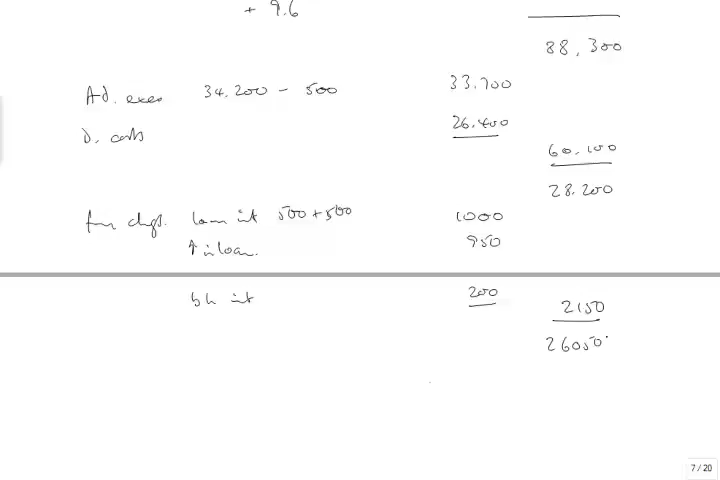 + 9.6
88,300
Ad. exes 34.200 - 500 33.700
D. costs 26.400
60.100
28.200
fin chgs. loan int 500 + 500 1000
↑ in loan. 950
bk int 200
2150
26050
7 / 20